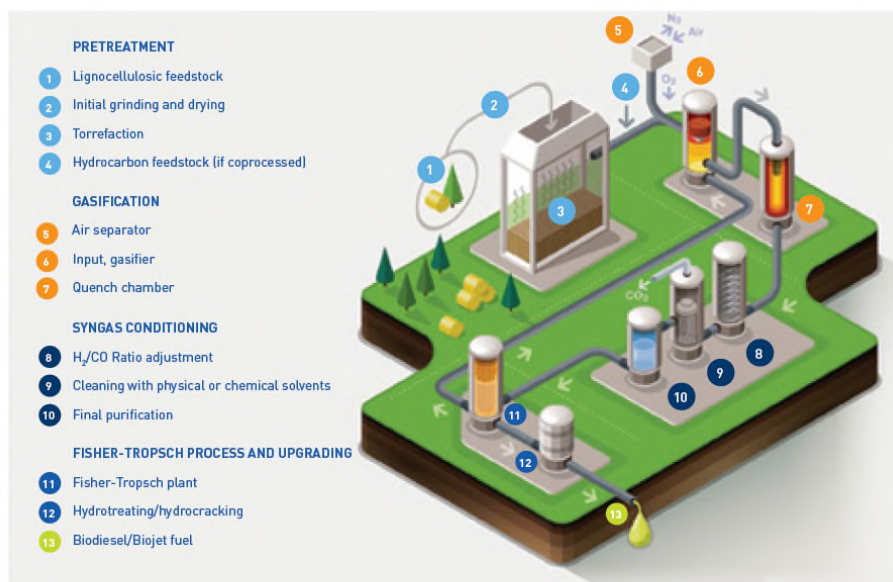 PRETREATMENT
1 Lignocellulosic feedstock
2 Initial grinding and drying
3 Torrefaction
4 Hydrocarbon feedstock (if coprocessed)
GASIFICATION
5 Air separator
6 Input, gasifier
7 Quench chamber
SYNGAS CONDITIONING
8 H₂/CO Ratio adjustment
9 Cleaning with physical or chemical solvents
10 Final purification
FISHER-TROPSCH PROCESS AND UPGRADING
11 Fisher-Tropsch plant
12 Hydrotreating/hydrocracking
13 Biodiesel/Biojet fuel
N₂
5
Air
6
O₂
4
2
1
3
7
CO₂
8
9
10
11
12
13